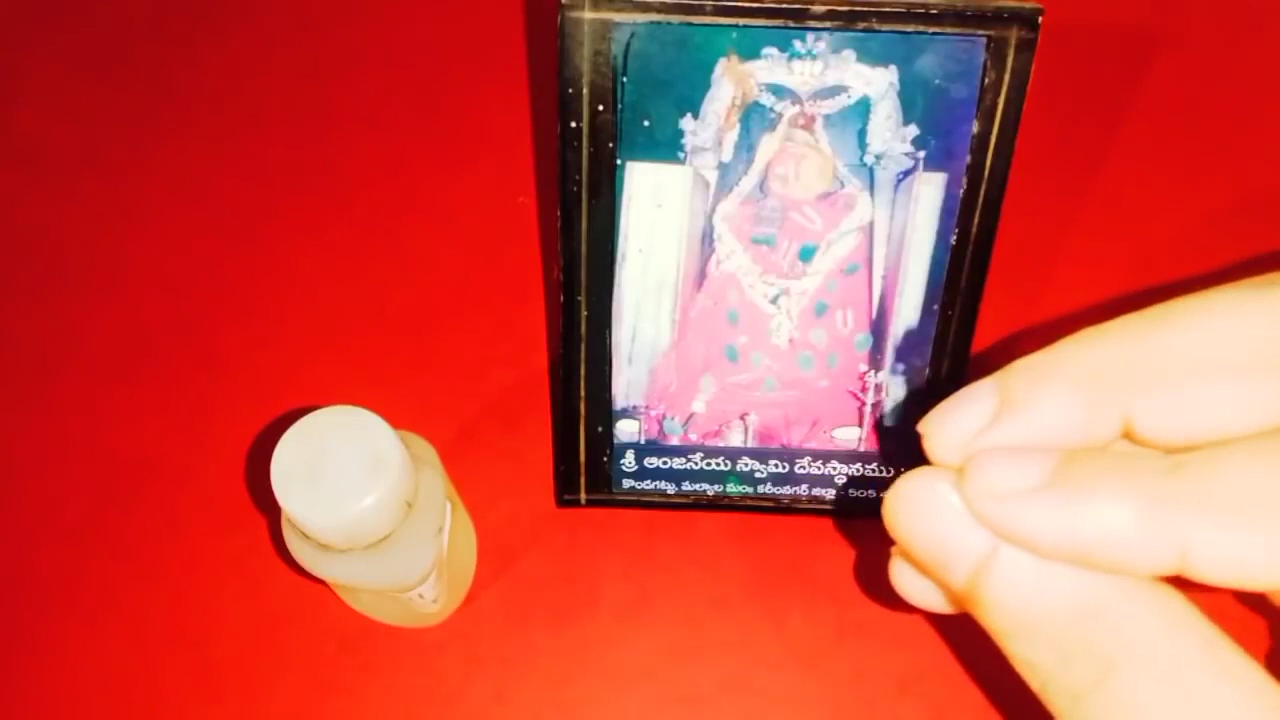 శ్రీ ఆంజనేయ స్వామి దేవస్థానము
కొండగట్టు, మల్యాల మం॥ కరీంనగర్ జిల్లా - 505